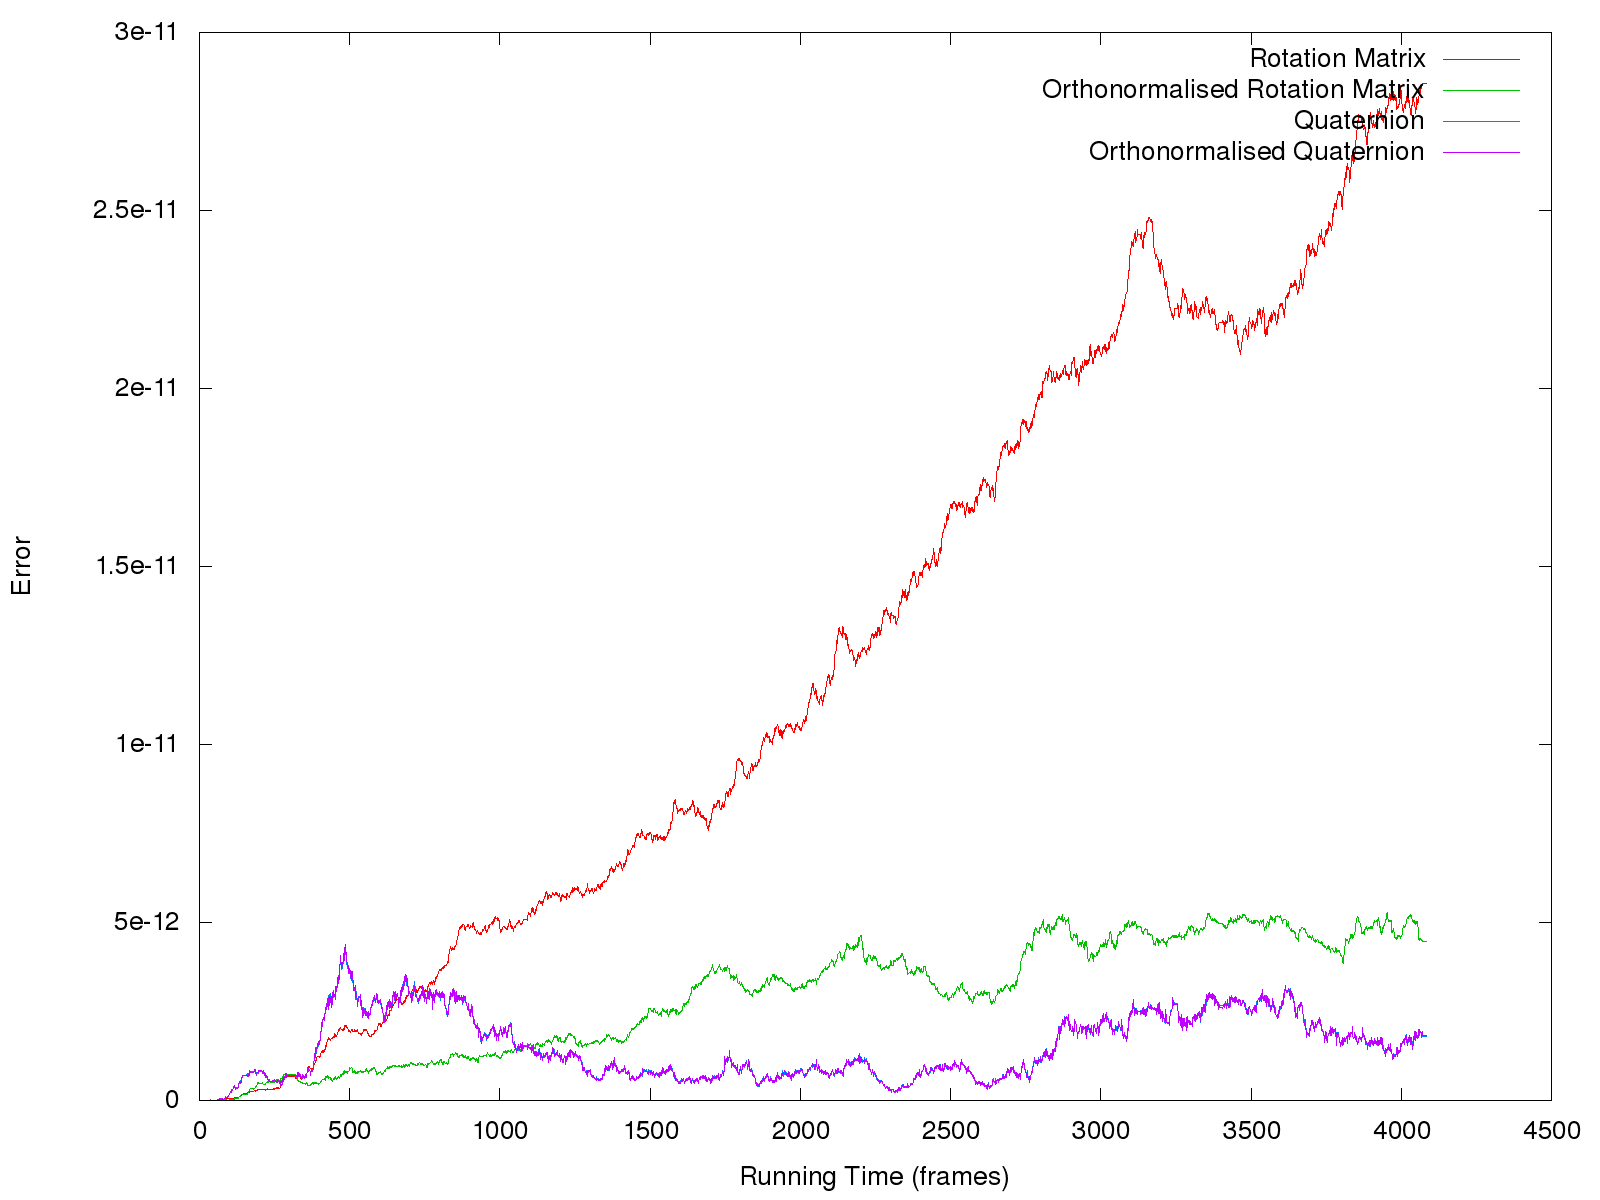 3e-11
2.5e-11
2e-11
1.5e-11
1e-11
5e-12
0
0 500 1000 1500 2000 2500 3000 3500 4000 4500
Error
Running Time (frames)
Rotation Matrix
Orthonormalised Rotation Matrix
Quaternion
Orthonormalised Quaternion